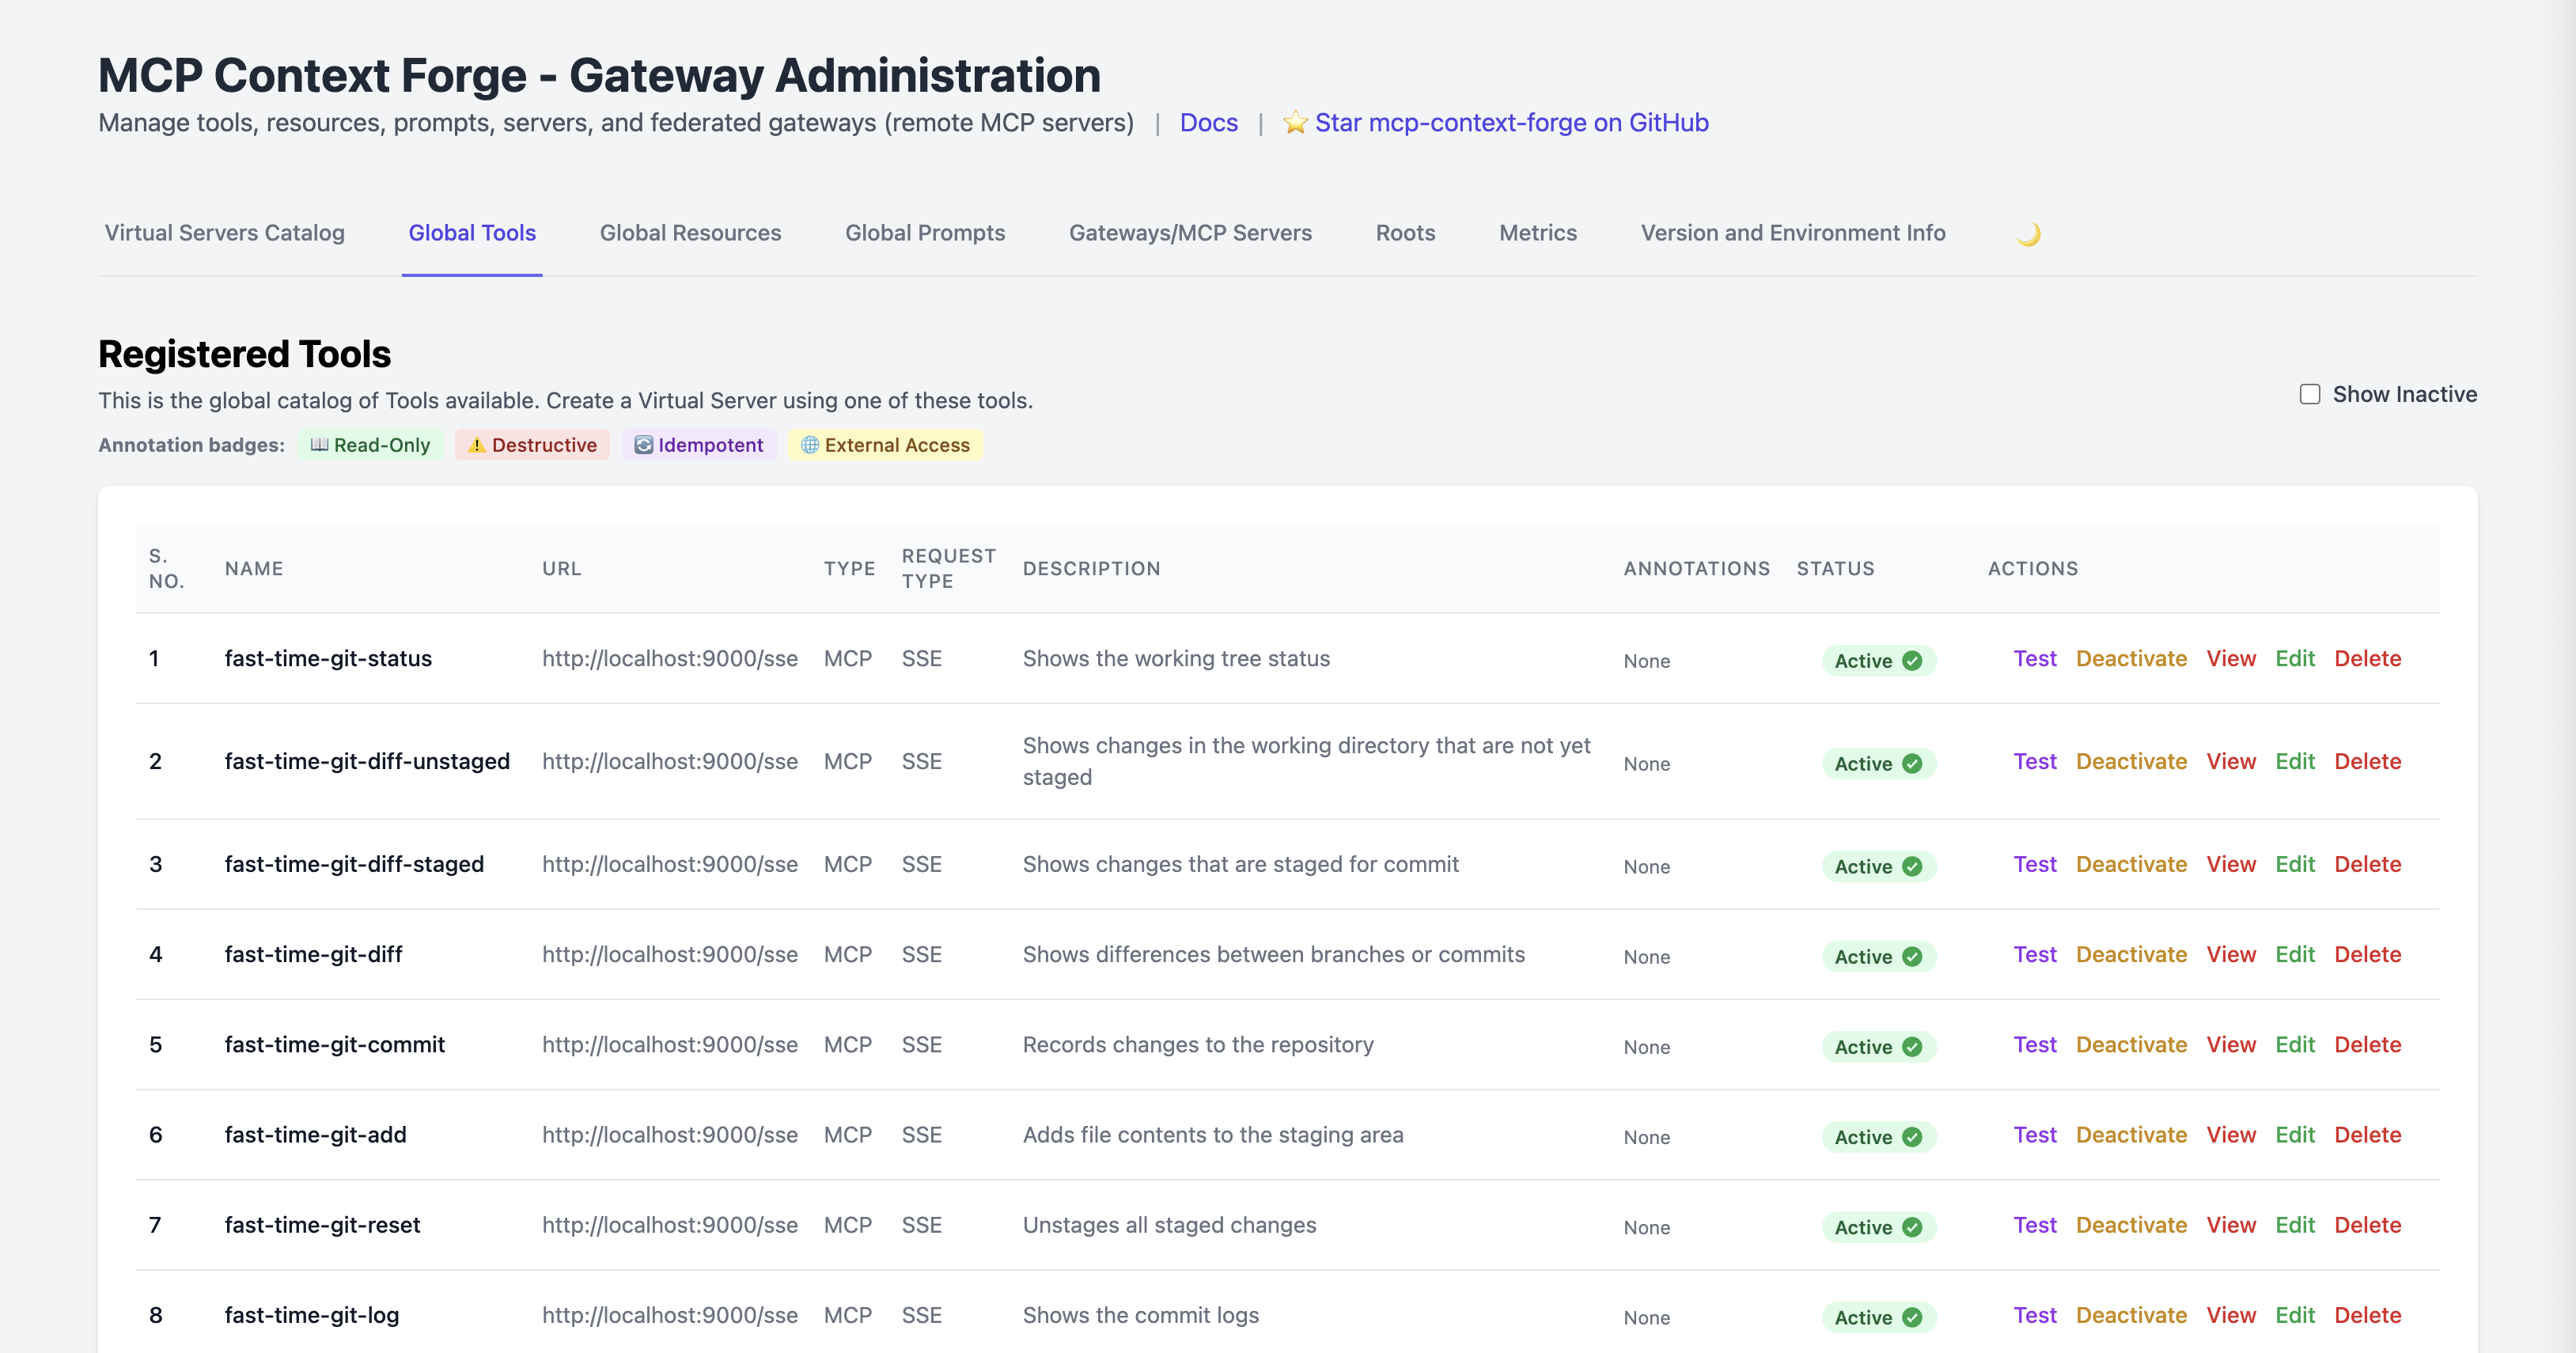 MCP Context Forge - Gateway Administration
Manage tools, resources, prompts, servers, and federated gateways (remote MCP servers) | Docs | ⭐ Star mcp-context-forge on GitHub
Virtual Servers Catalog Global Tools Global Resources Global Prompts Gateways/MCP Servers Roots Metrics Version and Environment Info 🌙
Registered Tools
This is the global catalog of Tools available. Create a Virtual Server using one of these tools.
Show Inactive
Annotation badges: 📖 Read-Only ⚠️ Destructive 🔄 Idempotent 🌐 External Access
S. NO. NAME URL TYPE REQUEST TYPE DESCRIPTION ANNOTATIONS STATUS ACTIONS
1 fast-time-git-status http://localhost:9000/sse MCP SSE Shows the working tree status None Active Test Deactivate View Edit Delete
2 fast-time-git-diff-unstaged http://localhost:9000/sse MCP SSE Shows changes in the working directory that are not yet staged None Active Test Deactivate View Edit Delete
3 fast-time-git-diff-staged http://localhost:9000/sse MCP SSE Shows changes that are staged for commit None Active Test Deactivate View Edit Delete
4 fast-time-git-diff http://localhost:9000/sse MCP SSE Shows differences between branches or commits None Active Test Deactivate View Edit Delete
5 fast-time-git-commit http://localhost:9000/sse MCP SSE Records changes to the repository None Active Test Deactivate View Edit Delete
6 fast-time-git-add http://localhost:9000/sse MCP SSE Adds file contents to the staging area None Active Test Deactivate View Edit Delete
7 fast-time-git-reset http://localhost:9000/sse MCP SSE Unstages all staged changes None Active Test Deactivate View Edit Delete
8 fast-time-git-log http://localhost:9000/sse MCP SSE Shows the commit logs None Active Test Deactivate View Edit Delete